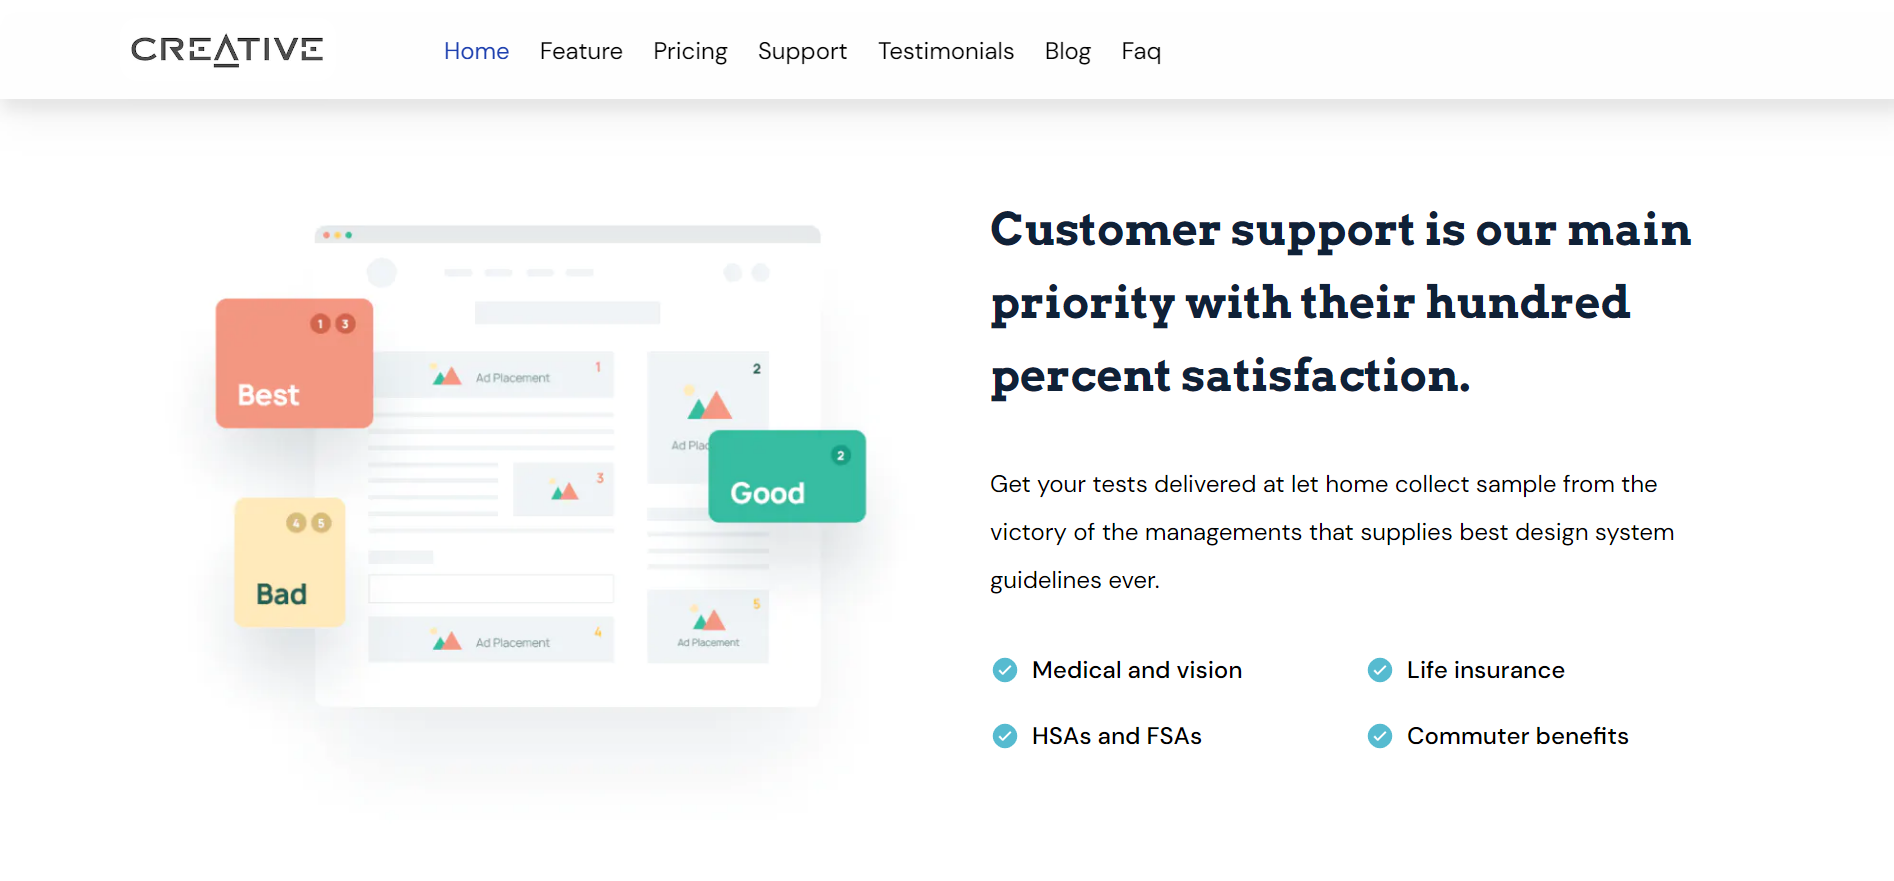 CREATIVE
Home Feature Pricing Support Testimonials Blog Faq
1 3
Best
Ad Placement 1
2
Ad Plac
2
Good
3
4 5
Bad
Ad Placement 4
5
Ad Placement
Customer support is our main
priority with their hundred
percent satisfaction.
Get your tests delivered at let home collect sample from the
victory of the managements that supplies best design system
guidelines ever.
Medical and vision
Life insurance
HSAs and FSAs
Commuter benefits